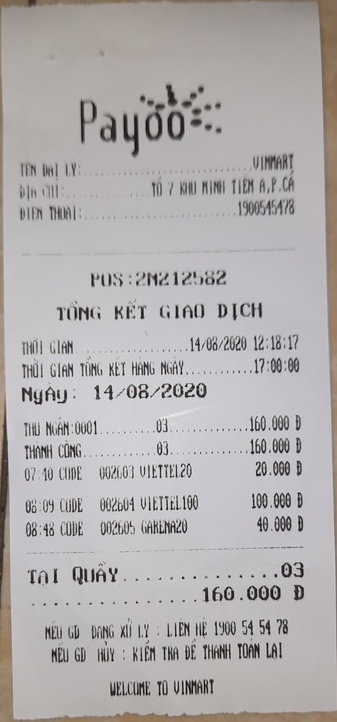 Payoo
TÊN ĐẠI LÝ:........................VINMART
ĐỊA CHỈ:..........TỔ 7 KHU MINH TIẾN A,P.CẨ
ĐIỆN THOẠI:......................1900545478
POS:2M212582
TỔNG KẾT GIAO DỊCH
THỜI GIAN..................14/08/2020 12:18:17
THỜI GIAN TỔNG KẾT HÀNG NGÀY...........17:00:00
Ngày: 14/08/2020
THU NGÂN:0001.........03...........160.000 Đ
THÀNH CÔNG............03...........160.000 Đ
07:40 CODE 002603 VIETTEL20 20.000 Đ
08:09 CODE 002604 VIETTEL100 100.000 Đ
08:48 CODE 002605 GARENA20 40.000 Đ
TẠI QUẦY..............03
...............160.000 Đ
NẾU GD ĐANG XỬ LÝ : LIÊN HỆ 1900 54 54 78
NẾU GD HỦY : KIỂM TRA ĐỂ THANH TOÁN LẠI
WELCOME TO VINMART